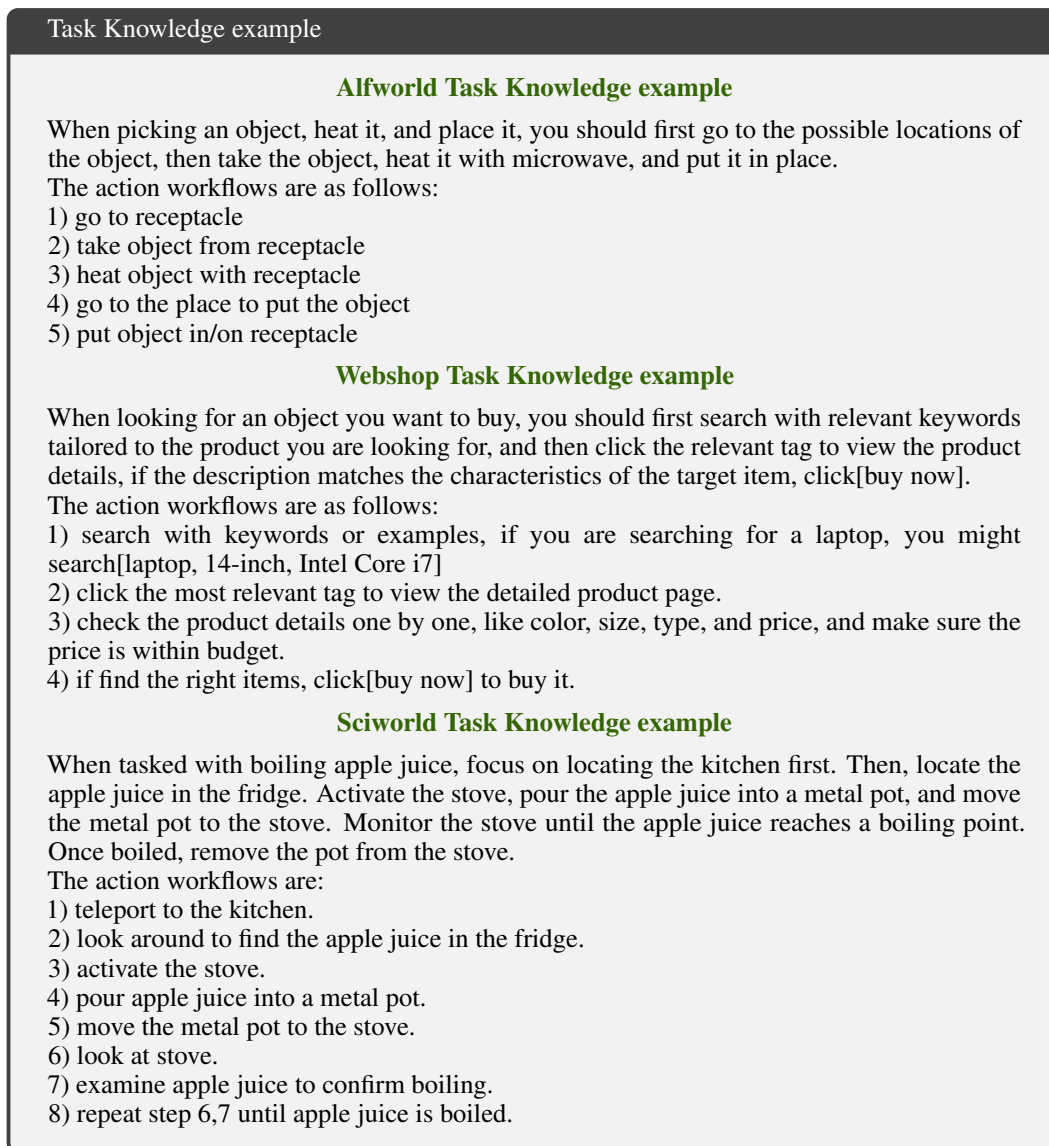 Task Knowledge example
Alfworld Task Knowledge example
When picking an object, heat it, and place it, you should first go to the possible locations of
the object, then take the object, heat it with microwave, and put it in place.
The action workflows are as follows:
1) go to receptacle
2) take object from receptacle
3) heat object with receptacle
4) go to the place to put the object
5) put object in/on receptacle
Webshop Task Knowledge example
When looking for an object you want to buy, you should first search with relevant keywords
tailored to the product you are looking for, and then click the relevant tag to view the product
details, if the description matches the characteristics of the target item, click[buy now].
The action workflows are as follows:
1) search with keywords or examples, if you are searching for a laptop, you might
search[laptop, 14-inch, Intel Core i7]
2) click the most relevant tag to view the detailed product page.
3) check the product details one by one, like color, size, type, and price, and make sure the
price is within budget.
4) if find the right items, click[buy now] to buy it.
Sciworld Task Knowledge example
When tasked with boiling apple juice, focus on locating the kitchen first. Then, locate the
apple juice in the fridge. Activate the stove, pour the apple juice into a metal pot, and move
the metal pot to the stove. Monitor the stove until the apple juice reaches a boiling point.
Once boiled, remove the pot from the stove.
The action workflows are:
1) teleport to the kitchen.
2) look around to find the apple juice in the fridge.
3) activate the stove.
4) pour apple juice into a metal pot.
5) move the metal pot to the stove.
6) look at stove.
7) examine apple juice to confirm boiling.
8) repeat step 6,7 until apple juice is boiled.